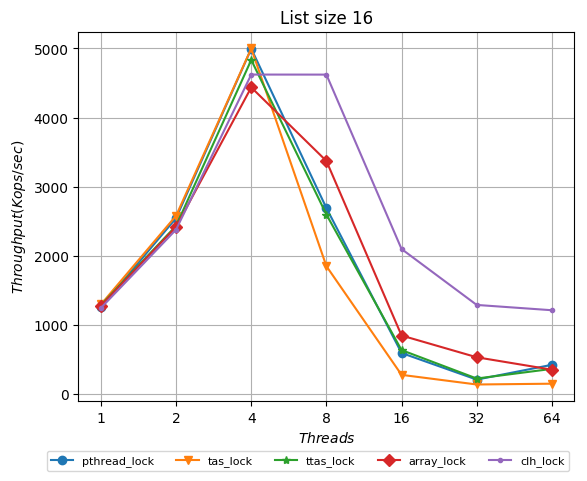 List size 16
Throughput(Kops/sec)
5000
4000
3000
2000
1000
0
1 2 4 8 16 32 64
Threads
pthread_lock tas_lock ttas_lock array_lock clh_lock